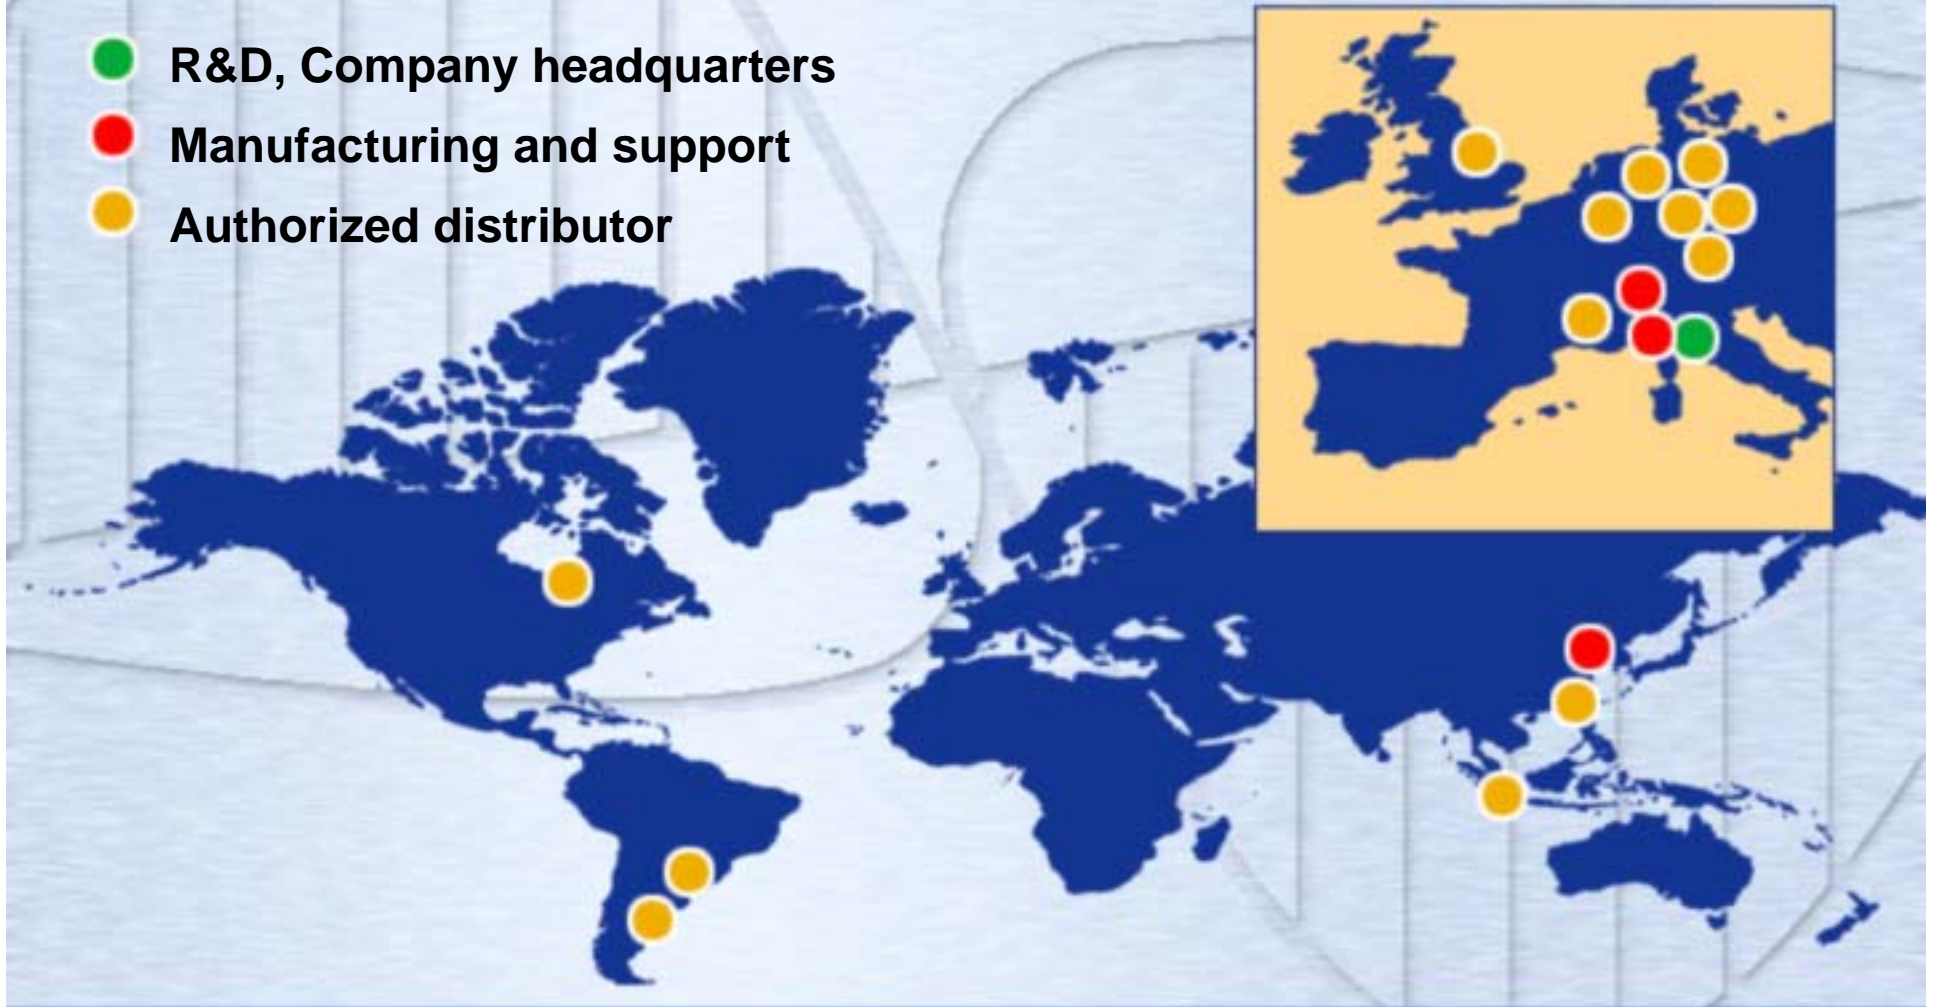 R&D, Company headquarters
Manufacturing and support
Authorized distributor